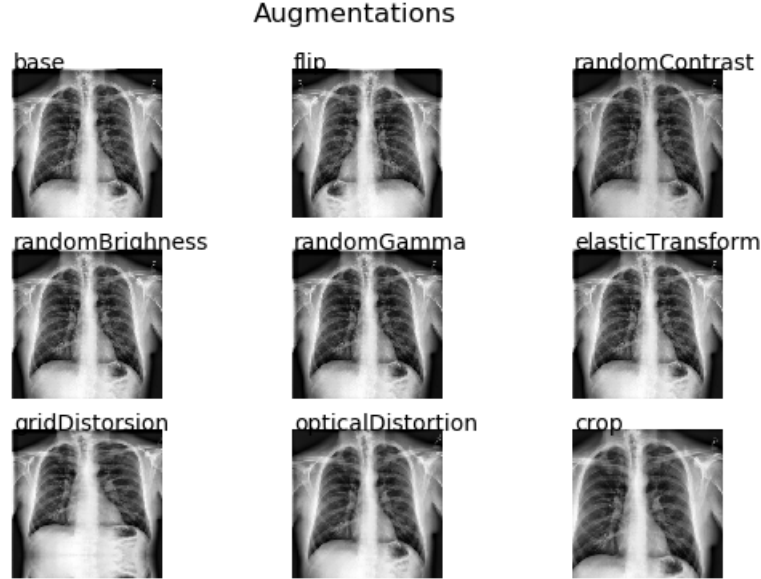 Augmentations
base flip randomContrast
randomBrighness randomGamma elasticTransform
gridDistorsion opticalDistortion crop